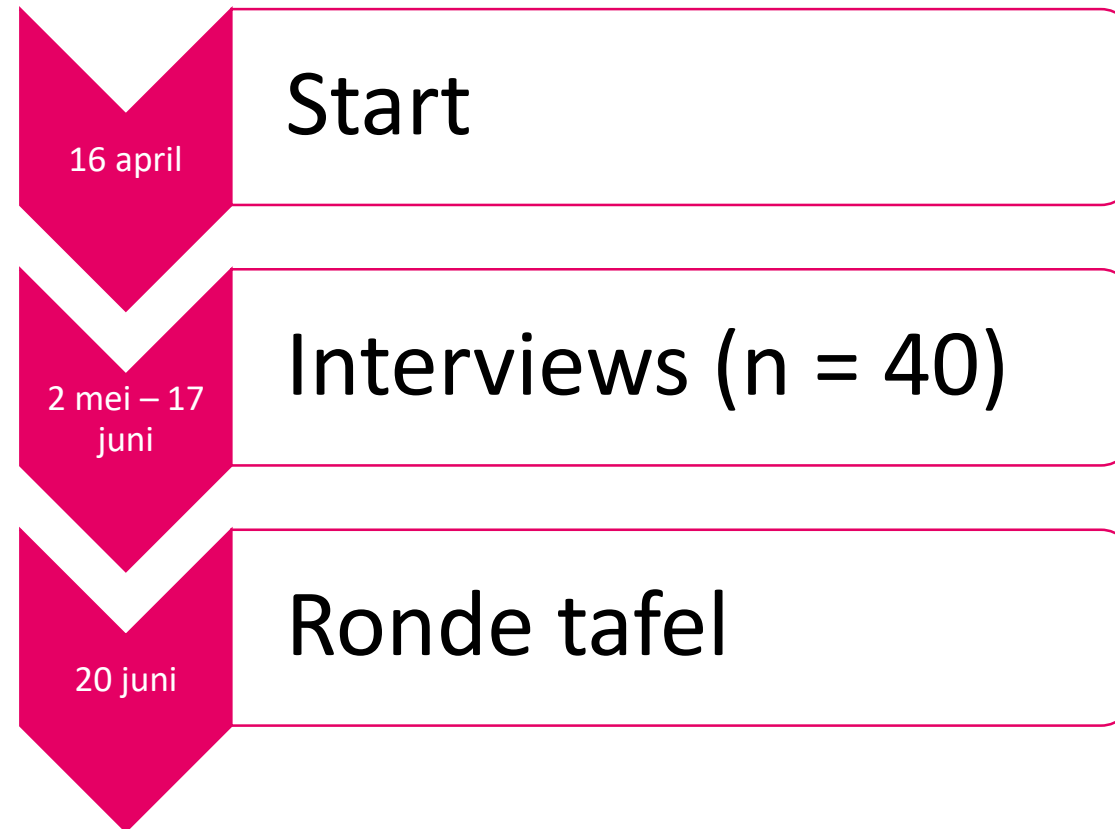 16 april
Start
2 mei – 17
juni
Interviews (n = 40)
20 juni
Ronde tafel